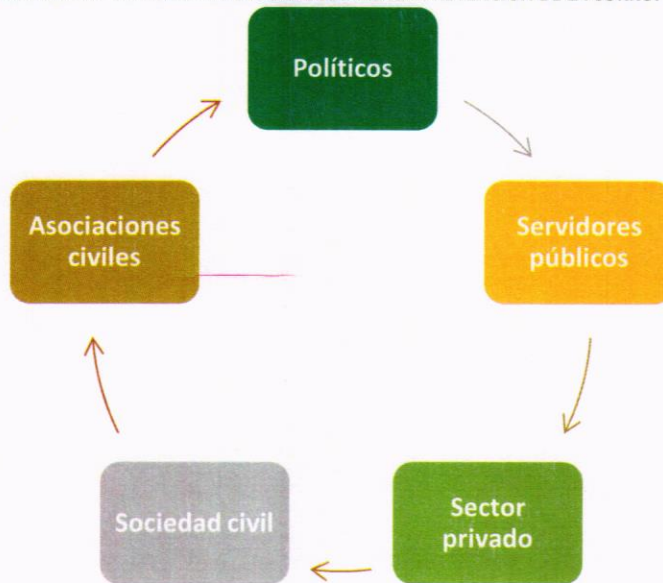 Políticos
Servidores
públicos
Sector
privado
Sociedad civil
Asociaciones
civiles